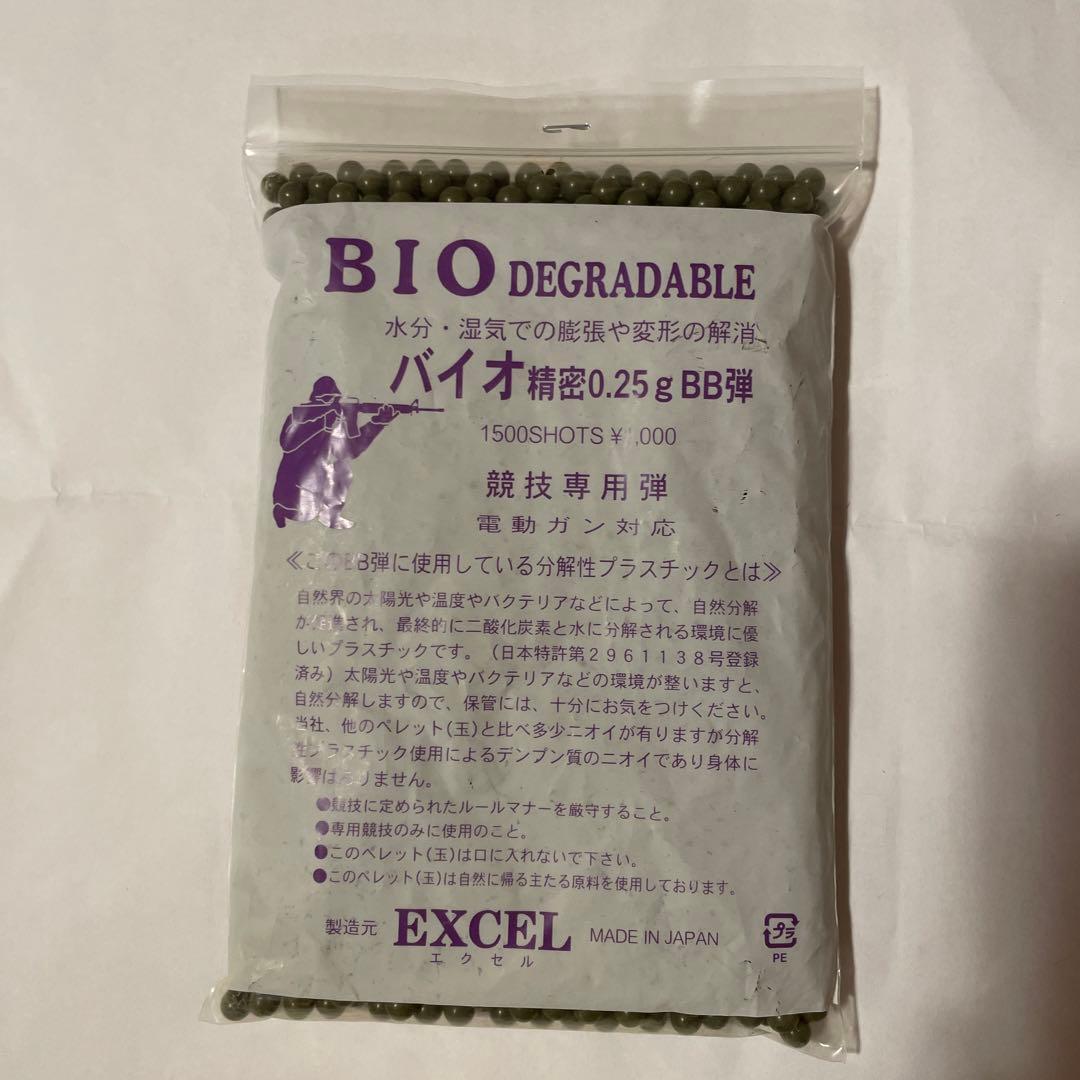 BIO DEGRADABLE
水分・湿気での膨張や変形の解消
バイオ精密0.25g BB弾
1500SHOTS ¥1,000
競技専用弾
電動ガン対応
≪このBB弾に使用している分解性プラスチックとは≫
自然界の太陽光や温度やバクテリアなどによって、自然分解
が促進され、最終的に二酸化炭素と水に分解される環境に優
しいプラスチックです。（日本特許第2961138号登録
済み）太陽光や温度やバクテリアなどの環境が整いますと、
自然分解しますので、保管には、十分にお気をつけください。
当社、他のペレット(玉)と比べ多少ニオイが有りますが分解
性プラスチック使用によるデンプン質のニオイであり身体に
影響はありません。
●競技に定められたルールマナーを厳守すること。
●専用競技のみに使用のこと。
●このペレット(玉)は口に入れないで下さい。
●このペレット(玉)は自然に帰る主たる原料を使用しております。
製造元 EXCEL MADE IN JAPAN
エクセル
プラ
PE